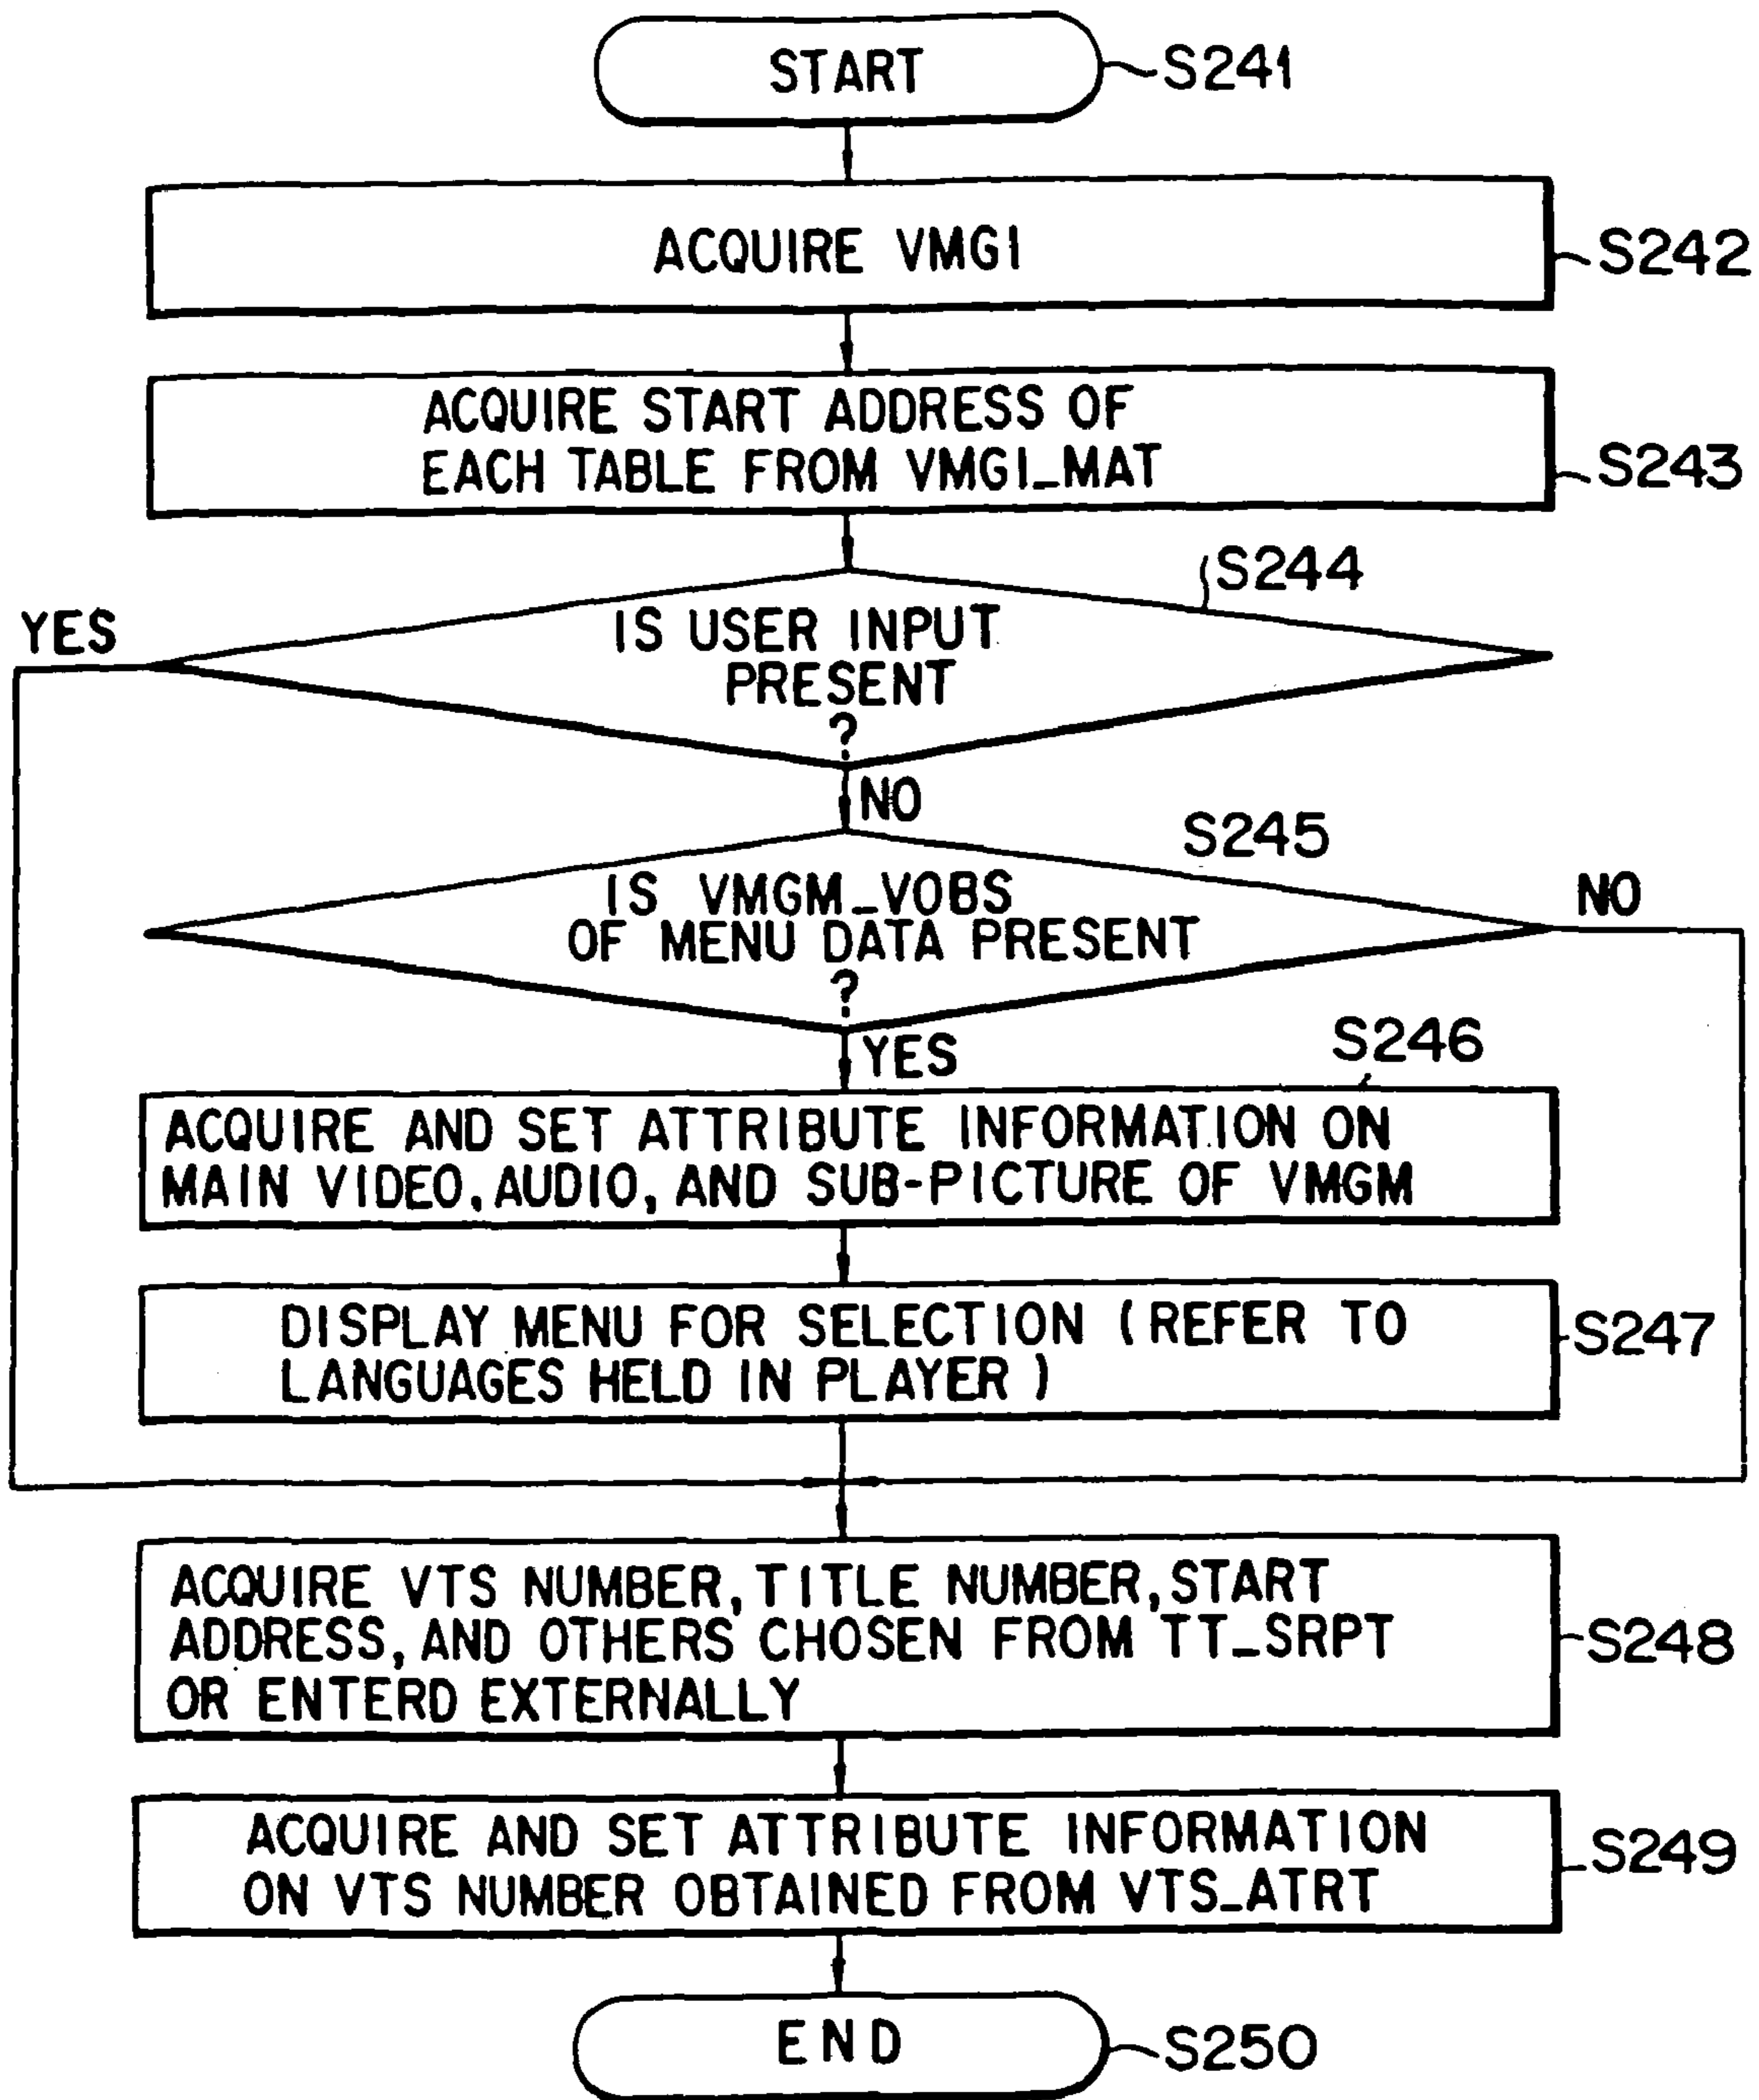 START
S241
ACQUIRE VMGI
S242
ACQUIRE START ADDRESS OF
EACH TABLE FROM VMGI_MAT
S243
S244
YES
IS USER INPUT
PRESENT
?
NO
S245
IS VMGM_VOBS
OF MENU DATA PRESENT
?
NO
YES
S246
ACQUIRE AND SET ATTRIBUTE INFORMATION ON
MAIN VIDEO, AUDIO, AND SUB-PICTURE OF VMGM
DISPLAY MENU FOR SELECTION (REFER TO
LANGUAGES HELD IN PLAYER)
S247
ACQUIRE VTS NUMBER, TITLE NUMBER, START
ADDRESS, AND OTHERS CHOSEN FROM TT_SRPT
OR ENTERD EXTERNALLY
S248
ACQUIRE AND SET ATTRIBUTE INFORMATION
ON VTS NUMBER OBTAINED FROM VTS_ATRT
S249
END
S250